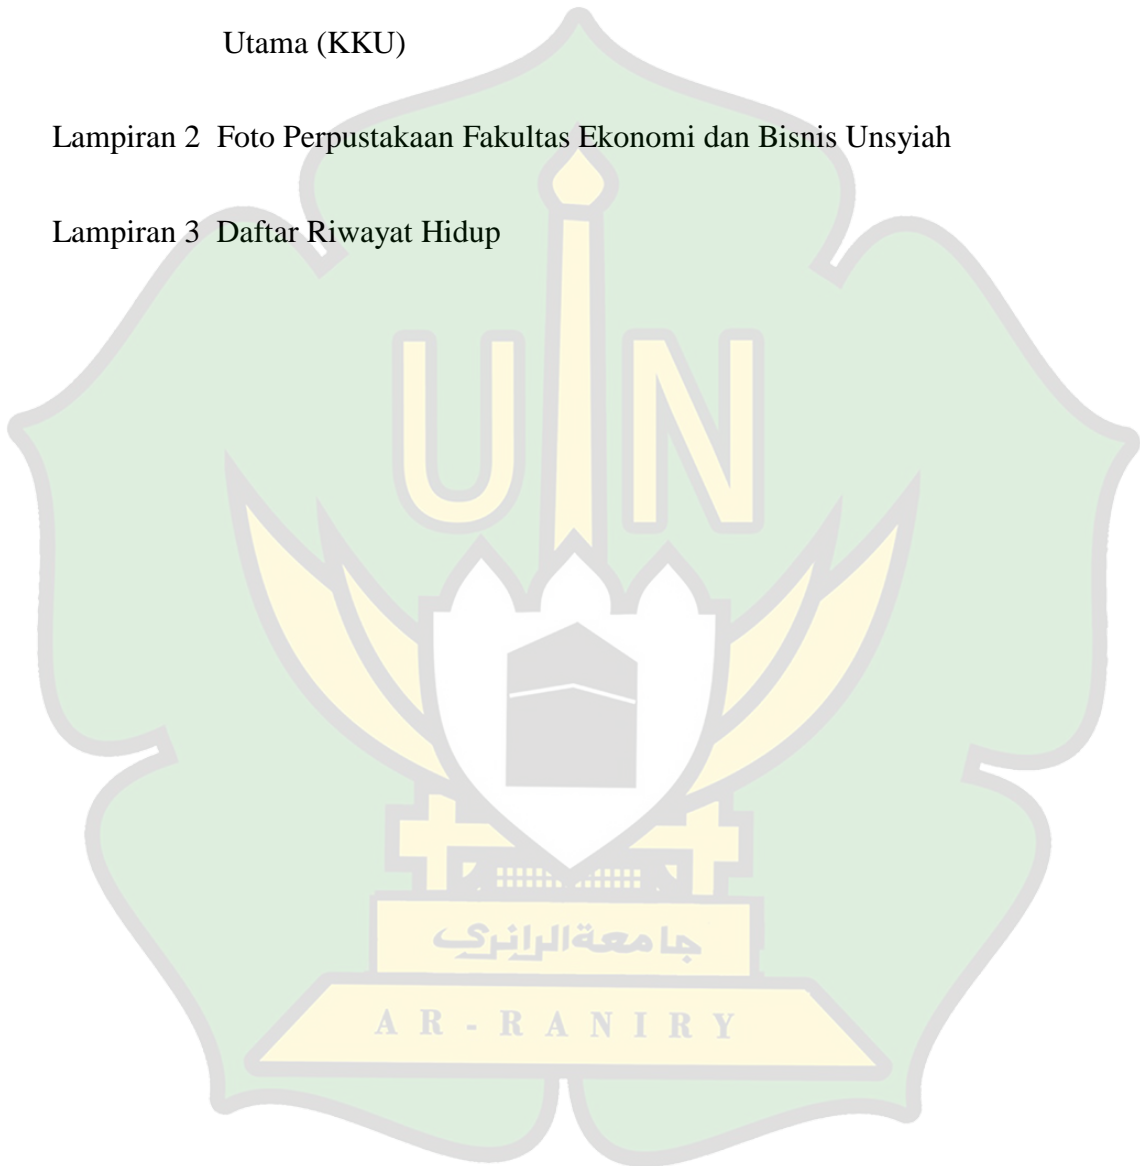 Utama (KKU)
Lampiran 2 Foto Perpustakaan Fakultas Ekonomi dan Bisnis Unsyiah
Lampiran 3 Daftar Riwayat Hidup
UIN
جامعة الرانري
AR-RANIRY